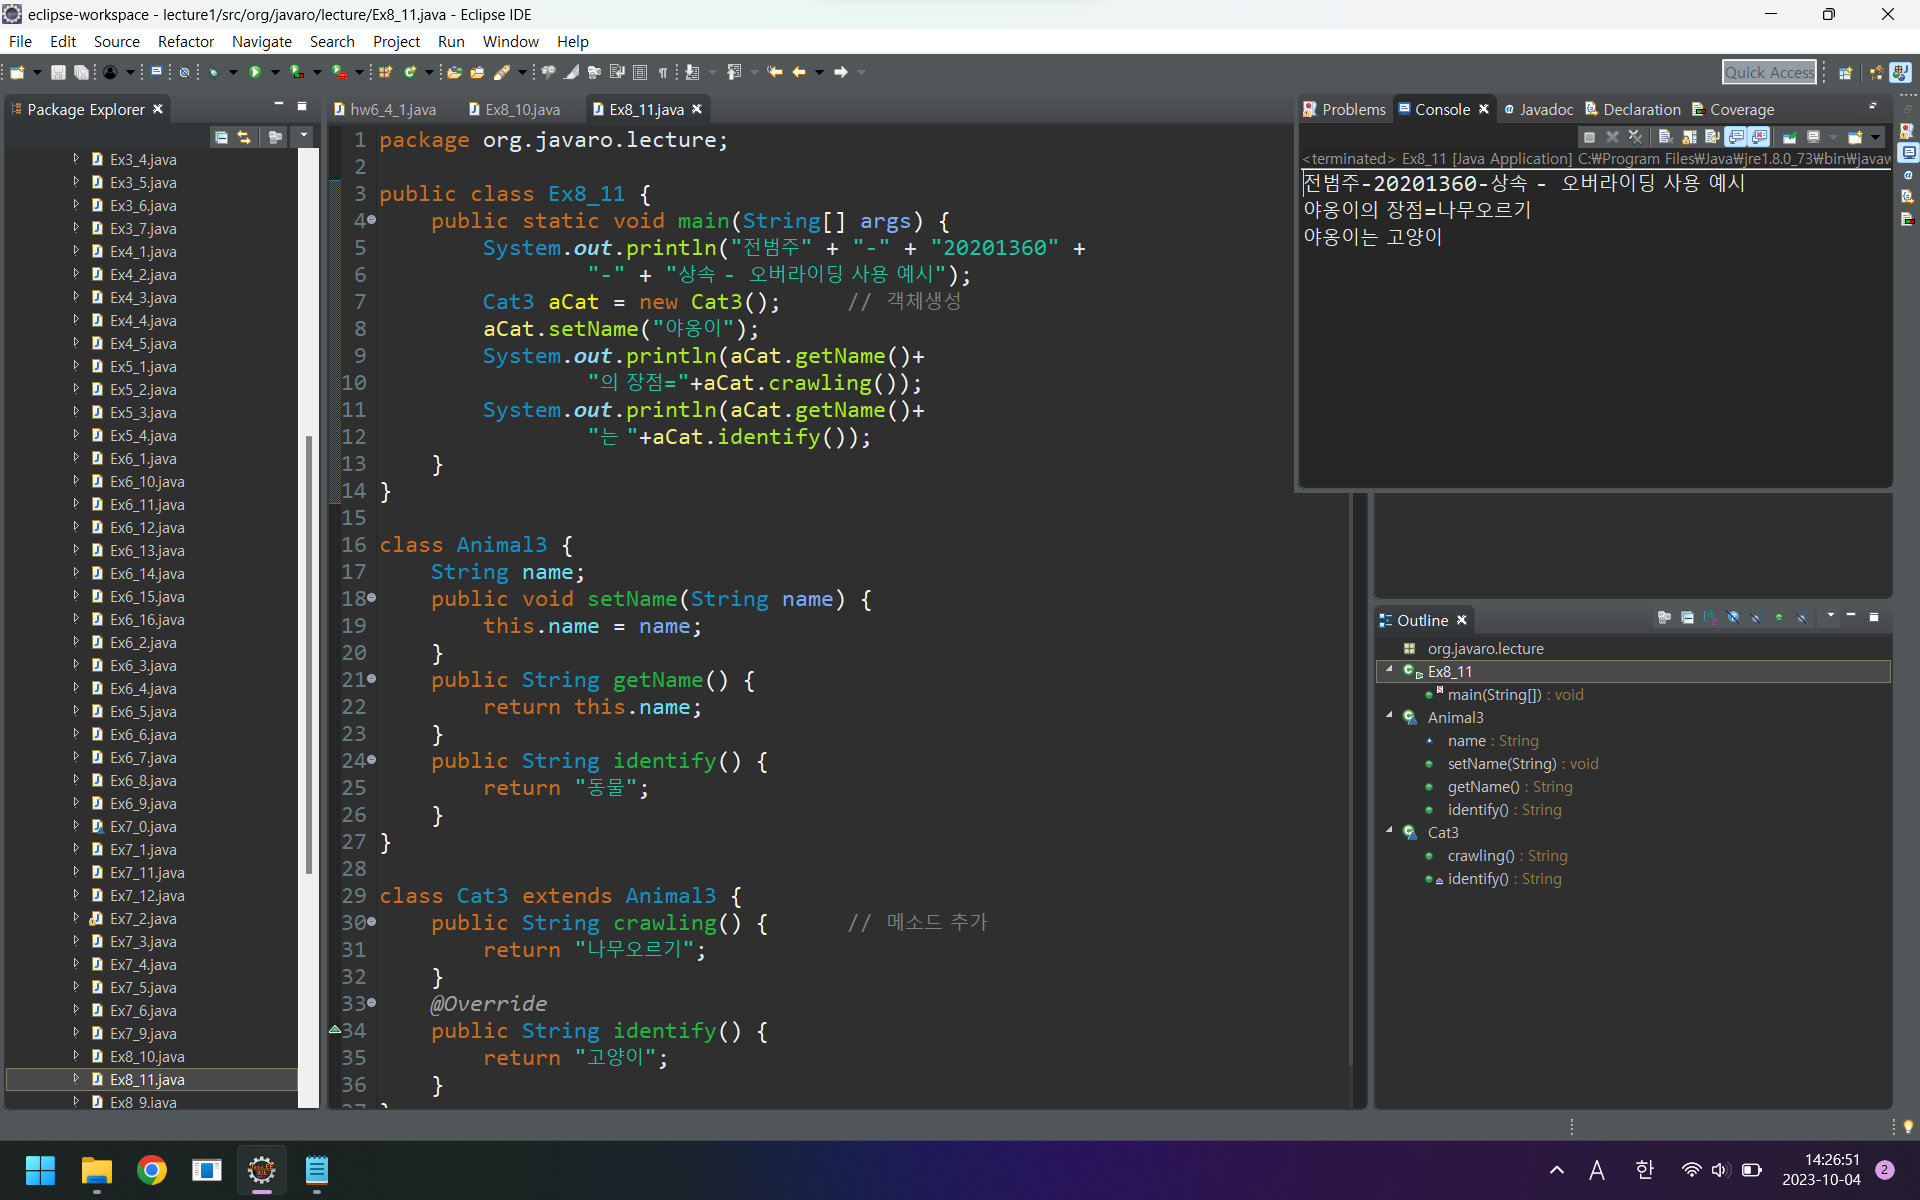 eclipse-workspace - lecture1/src/org/javaro/lecture/Ex8_11.java - Eclipse IDE
File Edit Source Refactor Navigate Search Project Run Window Help
Quick Access
Package Explorer
Ex3_4.java
Ex3_5.java
Ex3_6.java
Ex3_7.java
Ex4_1.java
Ex4_2.java
Ex4_3.java
Ex4_4.java
Ex4_5.java
Ex5_1.java
Ex5_2.java
Ex5_3.java
Ex5_4.java
Ex6_1.java
Ex6_10.java
Ex6_11.java
Ex6_12.java
Ex6_13.java
Ex6_14.java
Ex6_15.java
Ex6_16.java
Ex6_2.java
Ex6_3.java
Ex6_4.java
Ex6_5.java
Ex6_6.java
Ex6_7.java
Ex6_8.java
Ex6_9.java
Ex7_0.java
Ex7_1.java
Ex7_11.java
Ex7_12.java
Ex7_2.java
Ex7_3.java
Ex7_4.java
Ex7_5.java
Ex7_6.java
Ex7_9.java
Ex8_10.java
Ex8_11.java
Ex8_9.java
hw6_4_1.java Ex8_10.java Ex8_11.java
1 package org.javaro.lecture;
2
3 public class Ex8_11 {
4 public static void main(String[] args) {
5 System.out.println("전범주" + "-" + "20201360" +
6 "-" + "상속 - 오버라이딩 사용 예시");
7 Cat3 aCat = new Cat3(); // 객체생성
8 aCat.setName("야옹이");
9 System.out.println(aCat.getName()+
10 "의 장점="+aCat.crawling());
11 System.out.println(aCat.getName()+
12 "는 "+aCat.identify());
13 }
14 }
15
16 class Animal3 {
17 String name;
18 public void setName(String name) {
19 this.name = name;
20 }
21 public String getName() {
22 return this.name;
23 }
24 public String identify() {
25 return "동물";
26 }
27 }
28
29 class Cat3 extends Animal3 {
30 public String crawling() { // 메소드 추가
31 return "나무오르기";
32 }
33 @Override
34 public String identify() {
35 return "고양이";
36 }
Problems Console Javadoc Declaration Coverage
<terminated> Ex8_11 [Java Application] C:₩Program Files₩Java₩jre1.8.0_73₩bin₩javaw
전범주-20201360-상속 - 오버라이딩 사용 예시
야옹이의 장점=나무오르기
야옹이는 고양이
Outline
org.javaro.lecture
Ex8_11
main(String[]) : void
Animal3
name : String
setName(String) : void
getName() : String
identify() : String
Cat3
crawling() : String
identify() : String
A 한 14:26:51 2
2023-10-04